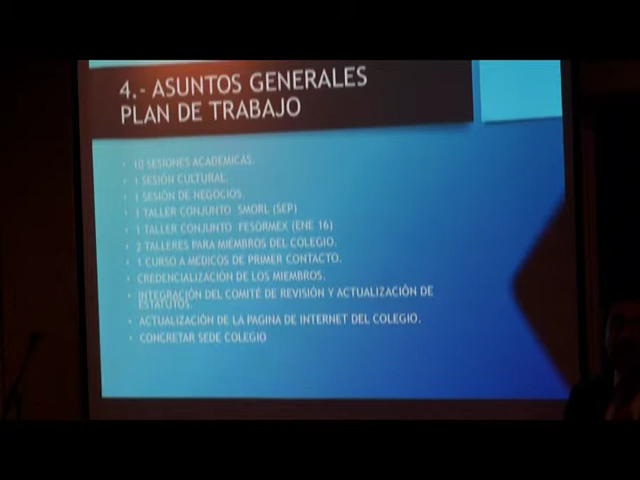 4.- ASUNTOS GENERALES
PLAN DE TRABAJO
• 10 SESIONES ACADEMICAS.
• 1 SESIÓN CULTURAL.
• 1 SESIÓN DE NEGOCIOS.
• 1 TALLER CONJUNTO SMORL (SEP)
• 1 TALLER CONJUNTO FESORMEX (ENE 16)
• 2 TALLERES PARA MIEMBROS DEL COLEGIO.
• 1 CURSO A MEDICOS DE PRIMER CONTACTO.
• CREDENCIALIZACIÓN DE LOS MIEMBROS.
• INTEGRACIÓN DEL COMITÉ DE REVISIÓN Y ACTUALIZACIÓN DE
ESTATUTOS.
• ACTUALIZACIÓN DE LA PAGINA DE INTERNET DEL COLEGIO.
• CONCRETAR SEDE COLEGIO